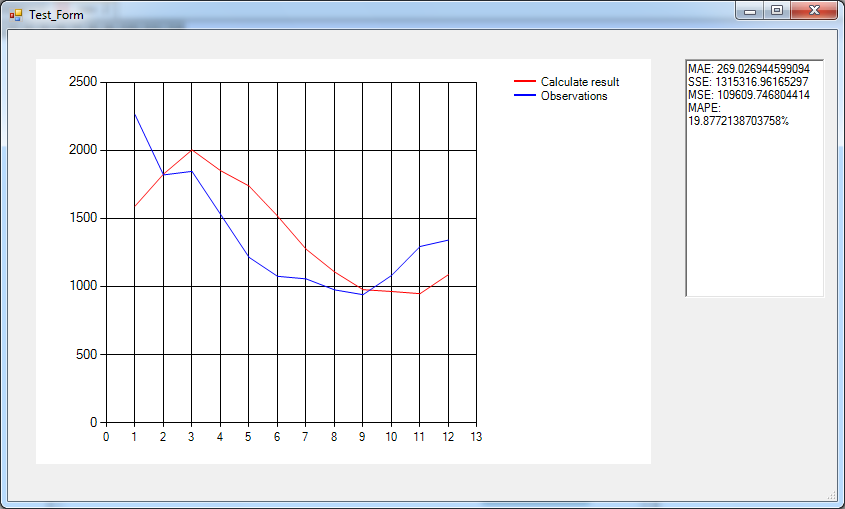 Test_Form
2500
2000
1500
1000
500
0
0 1 2 3 4 5 6 7 8 9 10 11 12 13
Calculate result
Observations
MAE: 269.026944599094
SSE: 1315316.96165297
MSE: 109609.746804414
MAPE:
19.8772138703758%